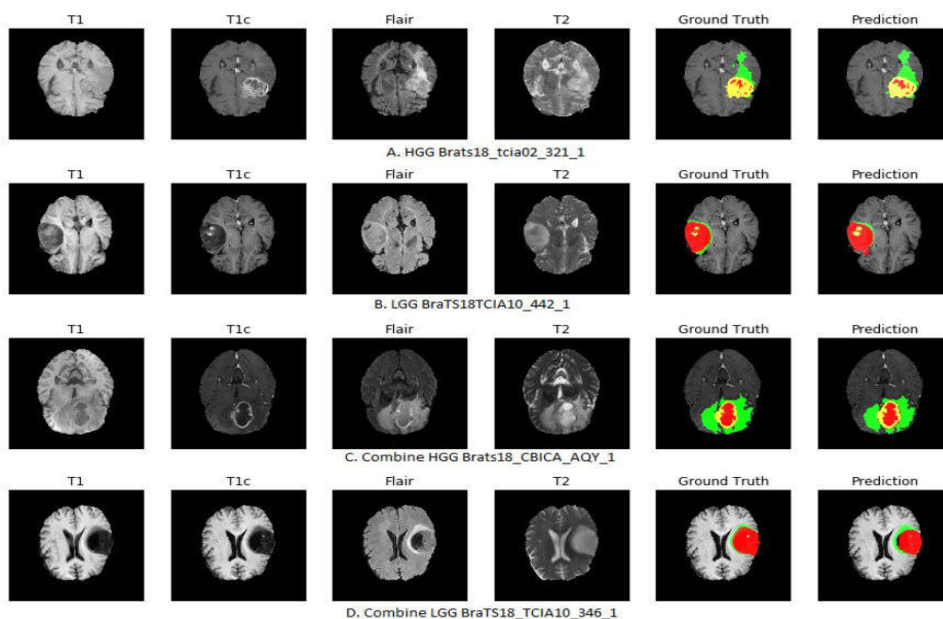 T1 T1c Flair T2 Ground Truth Prediction
A. HGG Brats18_tcia02_321_1
T1 T1c Flair T2 Ground Truth Prediction
B. LGG BraTS18TCIA10_442_1
T1 T1c Flair T2 Ground Truth Prediction
C. Combine HGG Brats18_CBICA_AQY_1
T1 T1c Flair T2 Ground Truth Prediction
D. Combine LGG BraTS18_TCIA10_346_1